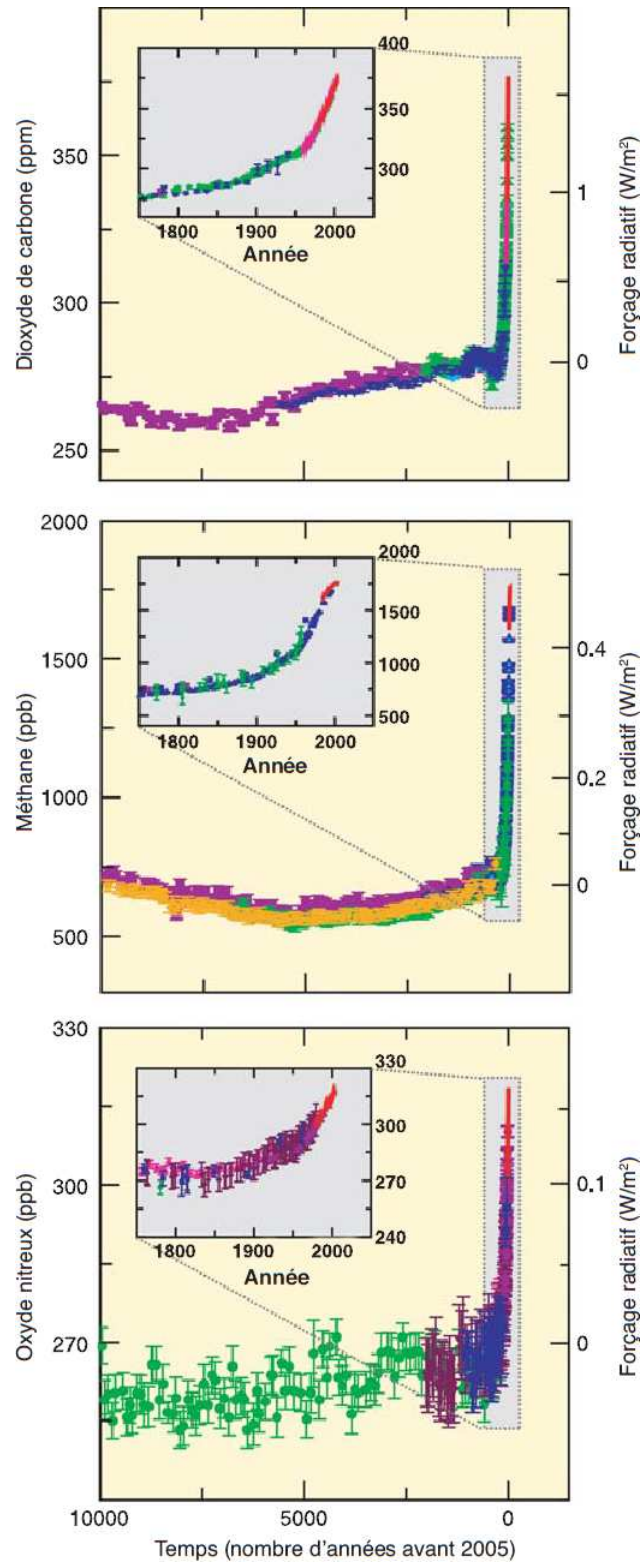 Dioxyde de carbone (ppm)
350
300
250
400
350
300
1800 1900 2000
Année
1
0
Forçage radiatif (W/m²)
Méthane (ppb)
2000
1500
1000
500
2000
1500
1000
500
1800 1900 2000
Année
0.4
0.2
0
Forçage radiatif (W/m²)
Oxyde nitreux (ppb)
330
300
270
330
300
270
240
1800 1900 2000
Année
0.1
0
Forçage radiatif (W/m²)
10000 5000 0
Temps (nombre d'années avant 2005)